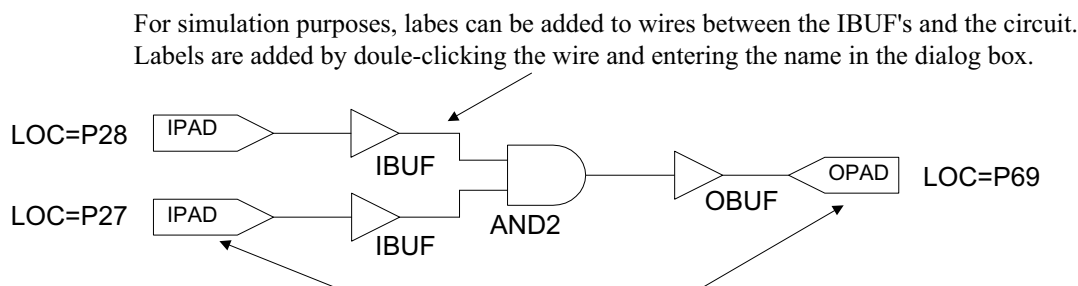 For simulation purposes, labes can be added to wires between the IBUF's and the circuit.
Labels are added by doule-clicking the wire and entering the name in the dialog box.
LOC=P28
IPAD
IBUF
LOC=P27
IPAD
IBUF
AND2
OBUF
OPAD
LOC=P69